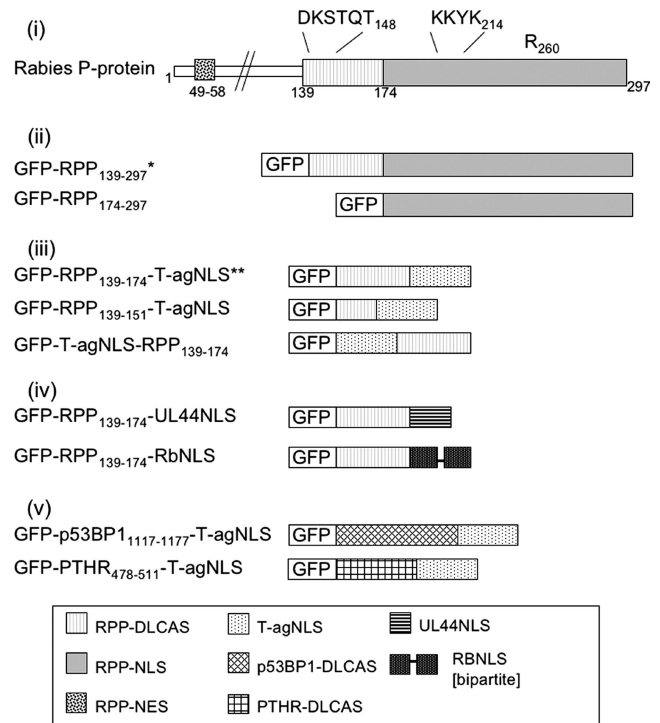 (i)
DKSTQT148
KKYK214
R260
Rabies P-protein
1
49-58
139
174
297
(ii)
GFP-RPP139-297*
GFP
GFP-RPP174-297
GFP
(iii)
GFP-RPP139-174-T-agNLS**
GFP
GFP-RPP139-151-T-agNLS
GFP
GFP-T-agNLS-RPP139-174
GFP
(iv)
GFP-RPP139-174-UL44NLS
GFP
GFP-RPP139-174-RbNLS
GFP
(v)
GFP-p53BP11117-1177-T-agNLS
GFP
GFP-PTHR478-511-T-agNLS
GFP
RPP-DLCAS
T-agNLS
UL44NLS
RPP-NLS
p53BP1-DLCAS
RBNLS
[bipartite]
RPP-NES
PTHR-DLCAS